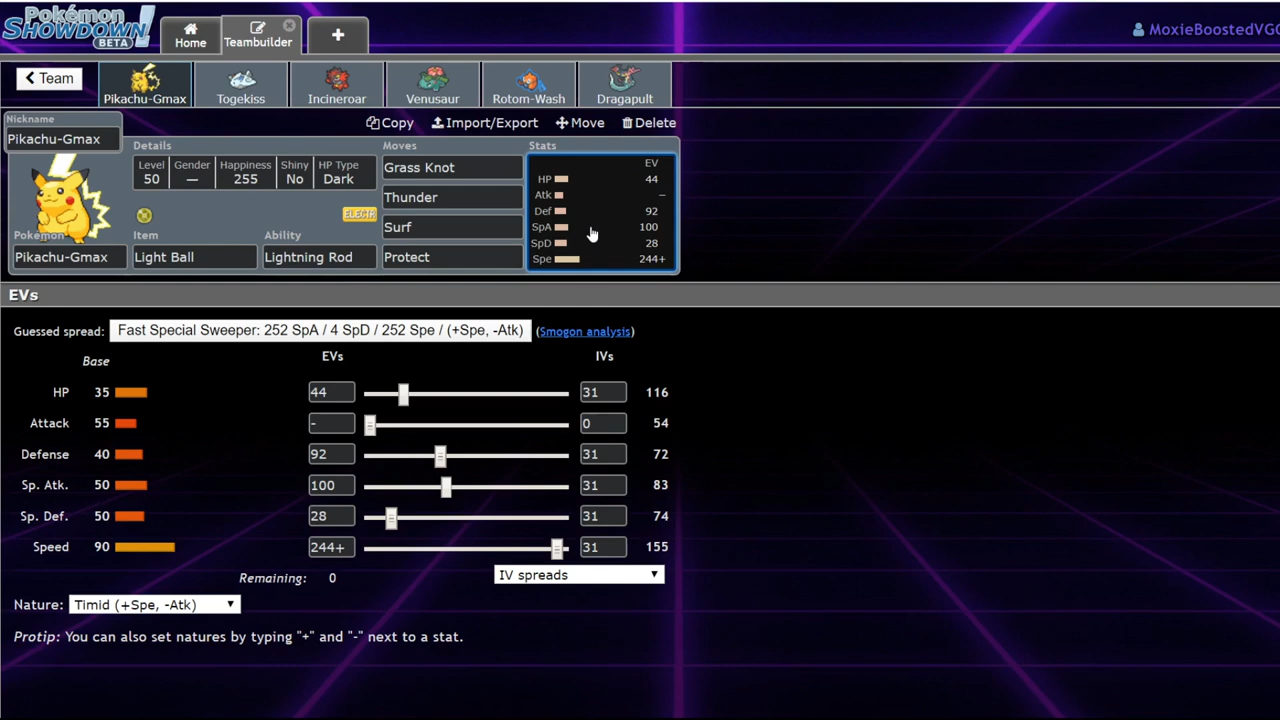 Pokémon
SHOWDOWN!
BETA
Home
Teambuilder
+
MoxieBoostedVGC
< Team
Pikachu-Gmax
Togekiss
Incineroar
Venusaur
Rotom-Wash
Dragapult
Nickname
Pikachu-Gmax
Copy Import/Export Move Delete
Details
Level Gender Happiness Shiny HP Type
50 — 255 No Dark
ELECTR
Pokémon
Pikachu-Gmax
Item
Light Ball
Ability
Lightning Rod
Moves
Grass Knot
Thunder
Surf
Protect
Stats
EV
HP 44
Atk –
Def 92
SpA 100
SpD 28
Spe 244+
EVs
Guessed spread: Fast Special Sweeper: 252 SpA / 4 SpD / 252 Spe / (+Spe, -Atk) (Smogon analysis)
Base EVs IVs
HP 35 44 31 116
Attack 55 - 0 54
Defense 40 92 31 72
Sp. Atk. 50 100 31 83
Sp. Def. 50 28 31 74
Speed 90 244+ 31 155
Remaining: 0
IV spreads
Nature: Timid (+Spe, -Atk)
Protip: You can also set natures by typing "+" and "-" next to a stat.